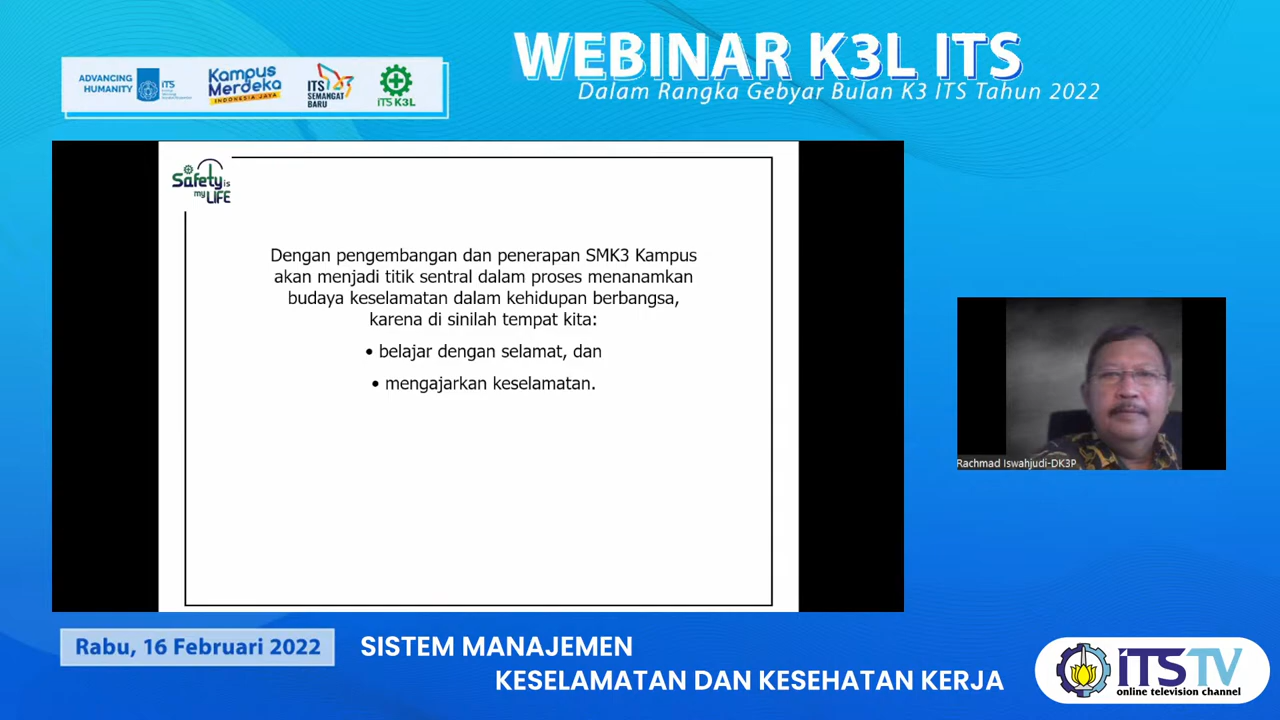 WEBINAR K3L ITS
Dalam Rangka Gebyar Bulan K3 ITS Tahun 2022
ADVANCING
HUMANITY
ITS
Kampus
Merdeka
INDONESIA JAYA
ITS
SEMANGAT
BARU
ITS K3L
Safety is
my LIFE
Dengan pengembangan dan penerapan SMK3 Kampus
akan menjadi titik sentral dalam proses menanamkan
budaya keselamatan dalam kehidupan berbangsa,
karena di sinilah tempat kita:
• belajar dengan selamat, dan
• mengajarkan keselamatan.
Rachmad Iswahjudi-DK3P
Rabu, 16 Februari 2022
SISTEM MANAJEMEN
KESELAMATAN DAN KESEHATAN KERJA
iTSTV
online television channel